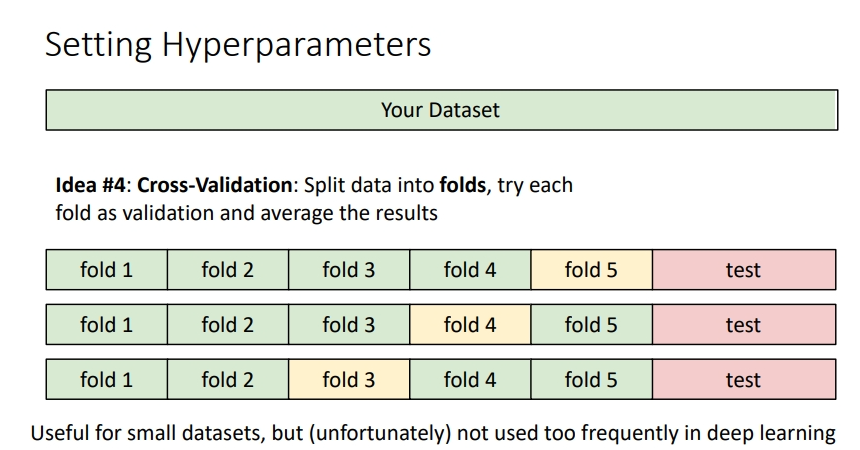 Setting Hyperparameters
Your Dataset
Idea #4: Cross-Validation: Split data into folds, try each
fold as validation and average the results
fold 1 fold 2 fold 3 fold 4 fold 5 test
fold 1 fold 2 fold 3 fold 4 fold 5 test
fold 1 fold 2 fold 3 fold 4 fold 5 test
Useful for small datasets, but (unfortunately) not used too frequently in deep learning